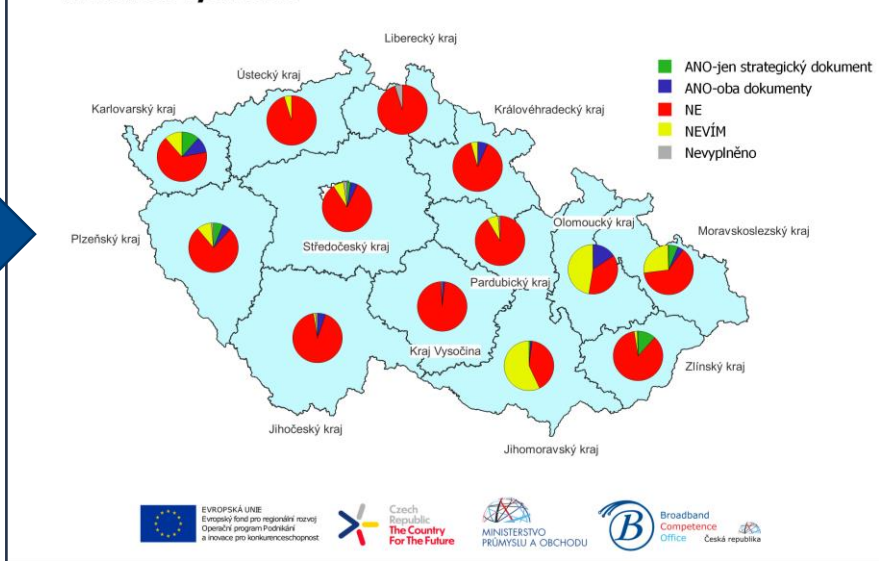 Liberecký kraj
Ústecký kraj
Karlovarský kraj
Královéhradecký kraj
ANO-jen strategický dokument
ANO-oba dokumenty
NE
NEVÍM
Nevyplněno
Plzeňský kraj
Středočeský kraj
Olomoucký kraj
Moravskoslezský kraj
Pardubický kraj
Kraj Vysočina
Zlínský kraj
Jihočeský kraj
Jihomoravský kraj
EVROPSKÁ UNIE
Evropský fond pro regionální rozvoj
Operační program Podnikání
a inovace pro konkurenceschopnost
Czech
Republic
The Country
For The Future
MINISTERSTVO
PRŮMYSLU A OBCHODU
B
Broadband
Competence
Office
Česká republika